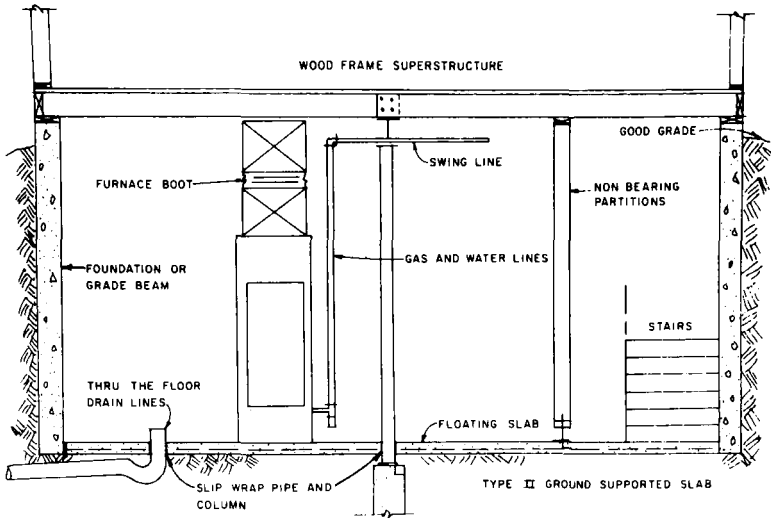 WOOD FRAME SUPERSTRUCTURE
GOOD GRADE
SWING LINE
FURNACE BOOT
NON BEARING
PARTITIONS
GAS AND WATER LINES
FOUNDATION OR
GRADE BEAM
STAIRS
THRU THE FLOOR
DRAIN LINES
FLOATING SLAB
SLIP WRAP PIPE AND
COLUMN
TYPE II GROUND SUPPORTED SLAB